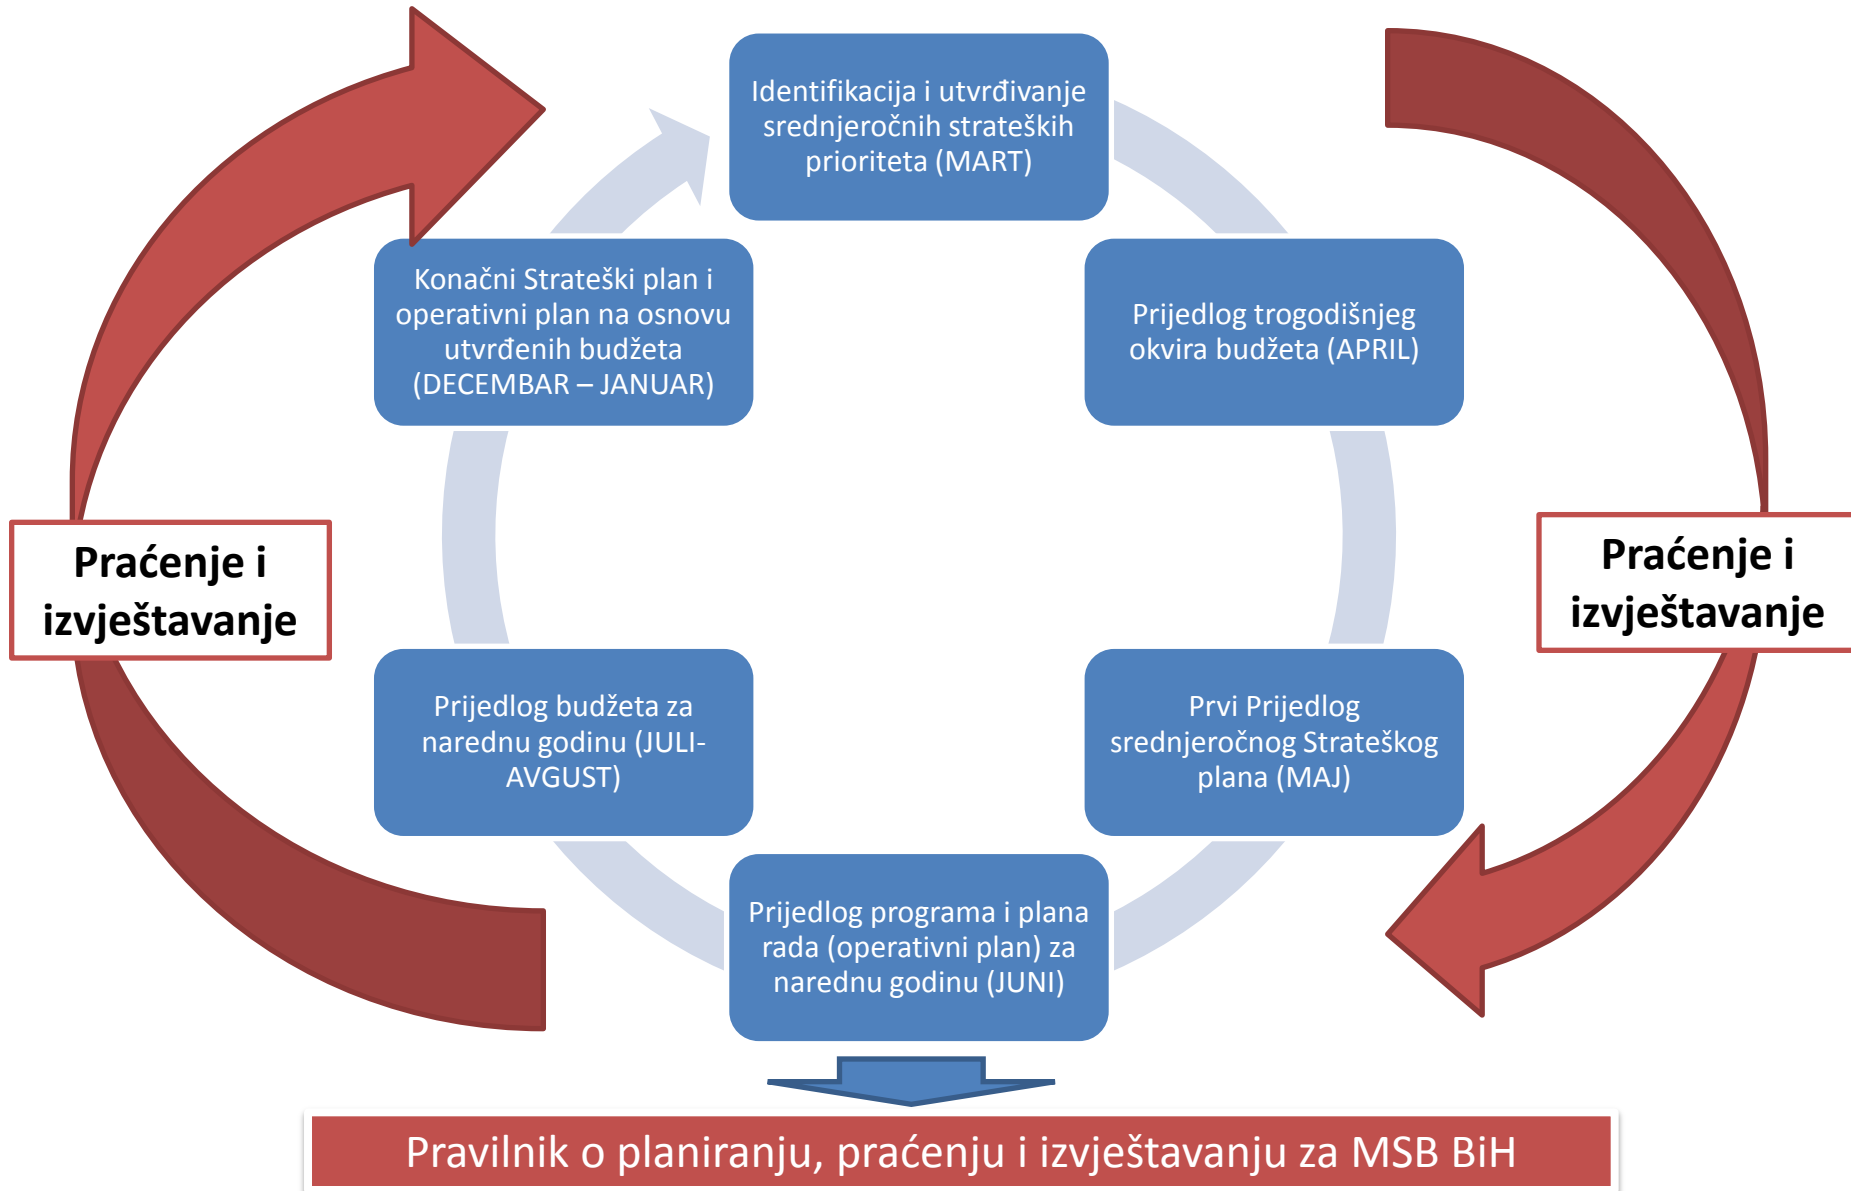 Identifikacija i utvrđivanje
srednjeročnih strateških
prioriteta (MART)
Prijedlog trogodišnjeg
okvira budžeta (APRIL)
Prvi Prijedlog
srednjeročnog Strateškog
plana (MAJ)
Prijedlog programa i plana
rada (operativni plan) za
narednu godinu (JUNI)
Prijedlog budžeta za
narednu godinu (JULI-
AVGUST)
Konačni Strateški plan i
operativni plan na osnovu
utvrđenih budžeta
(DECEMBAR – JANUAR)
Praćenje i
izvještavanje
Praćenje i
izvještavanje
Pravilnik o planiranju, praćenju i izvještavanju za MSB BiH